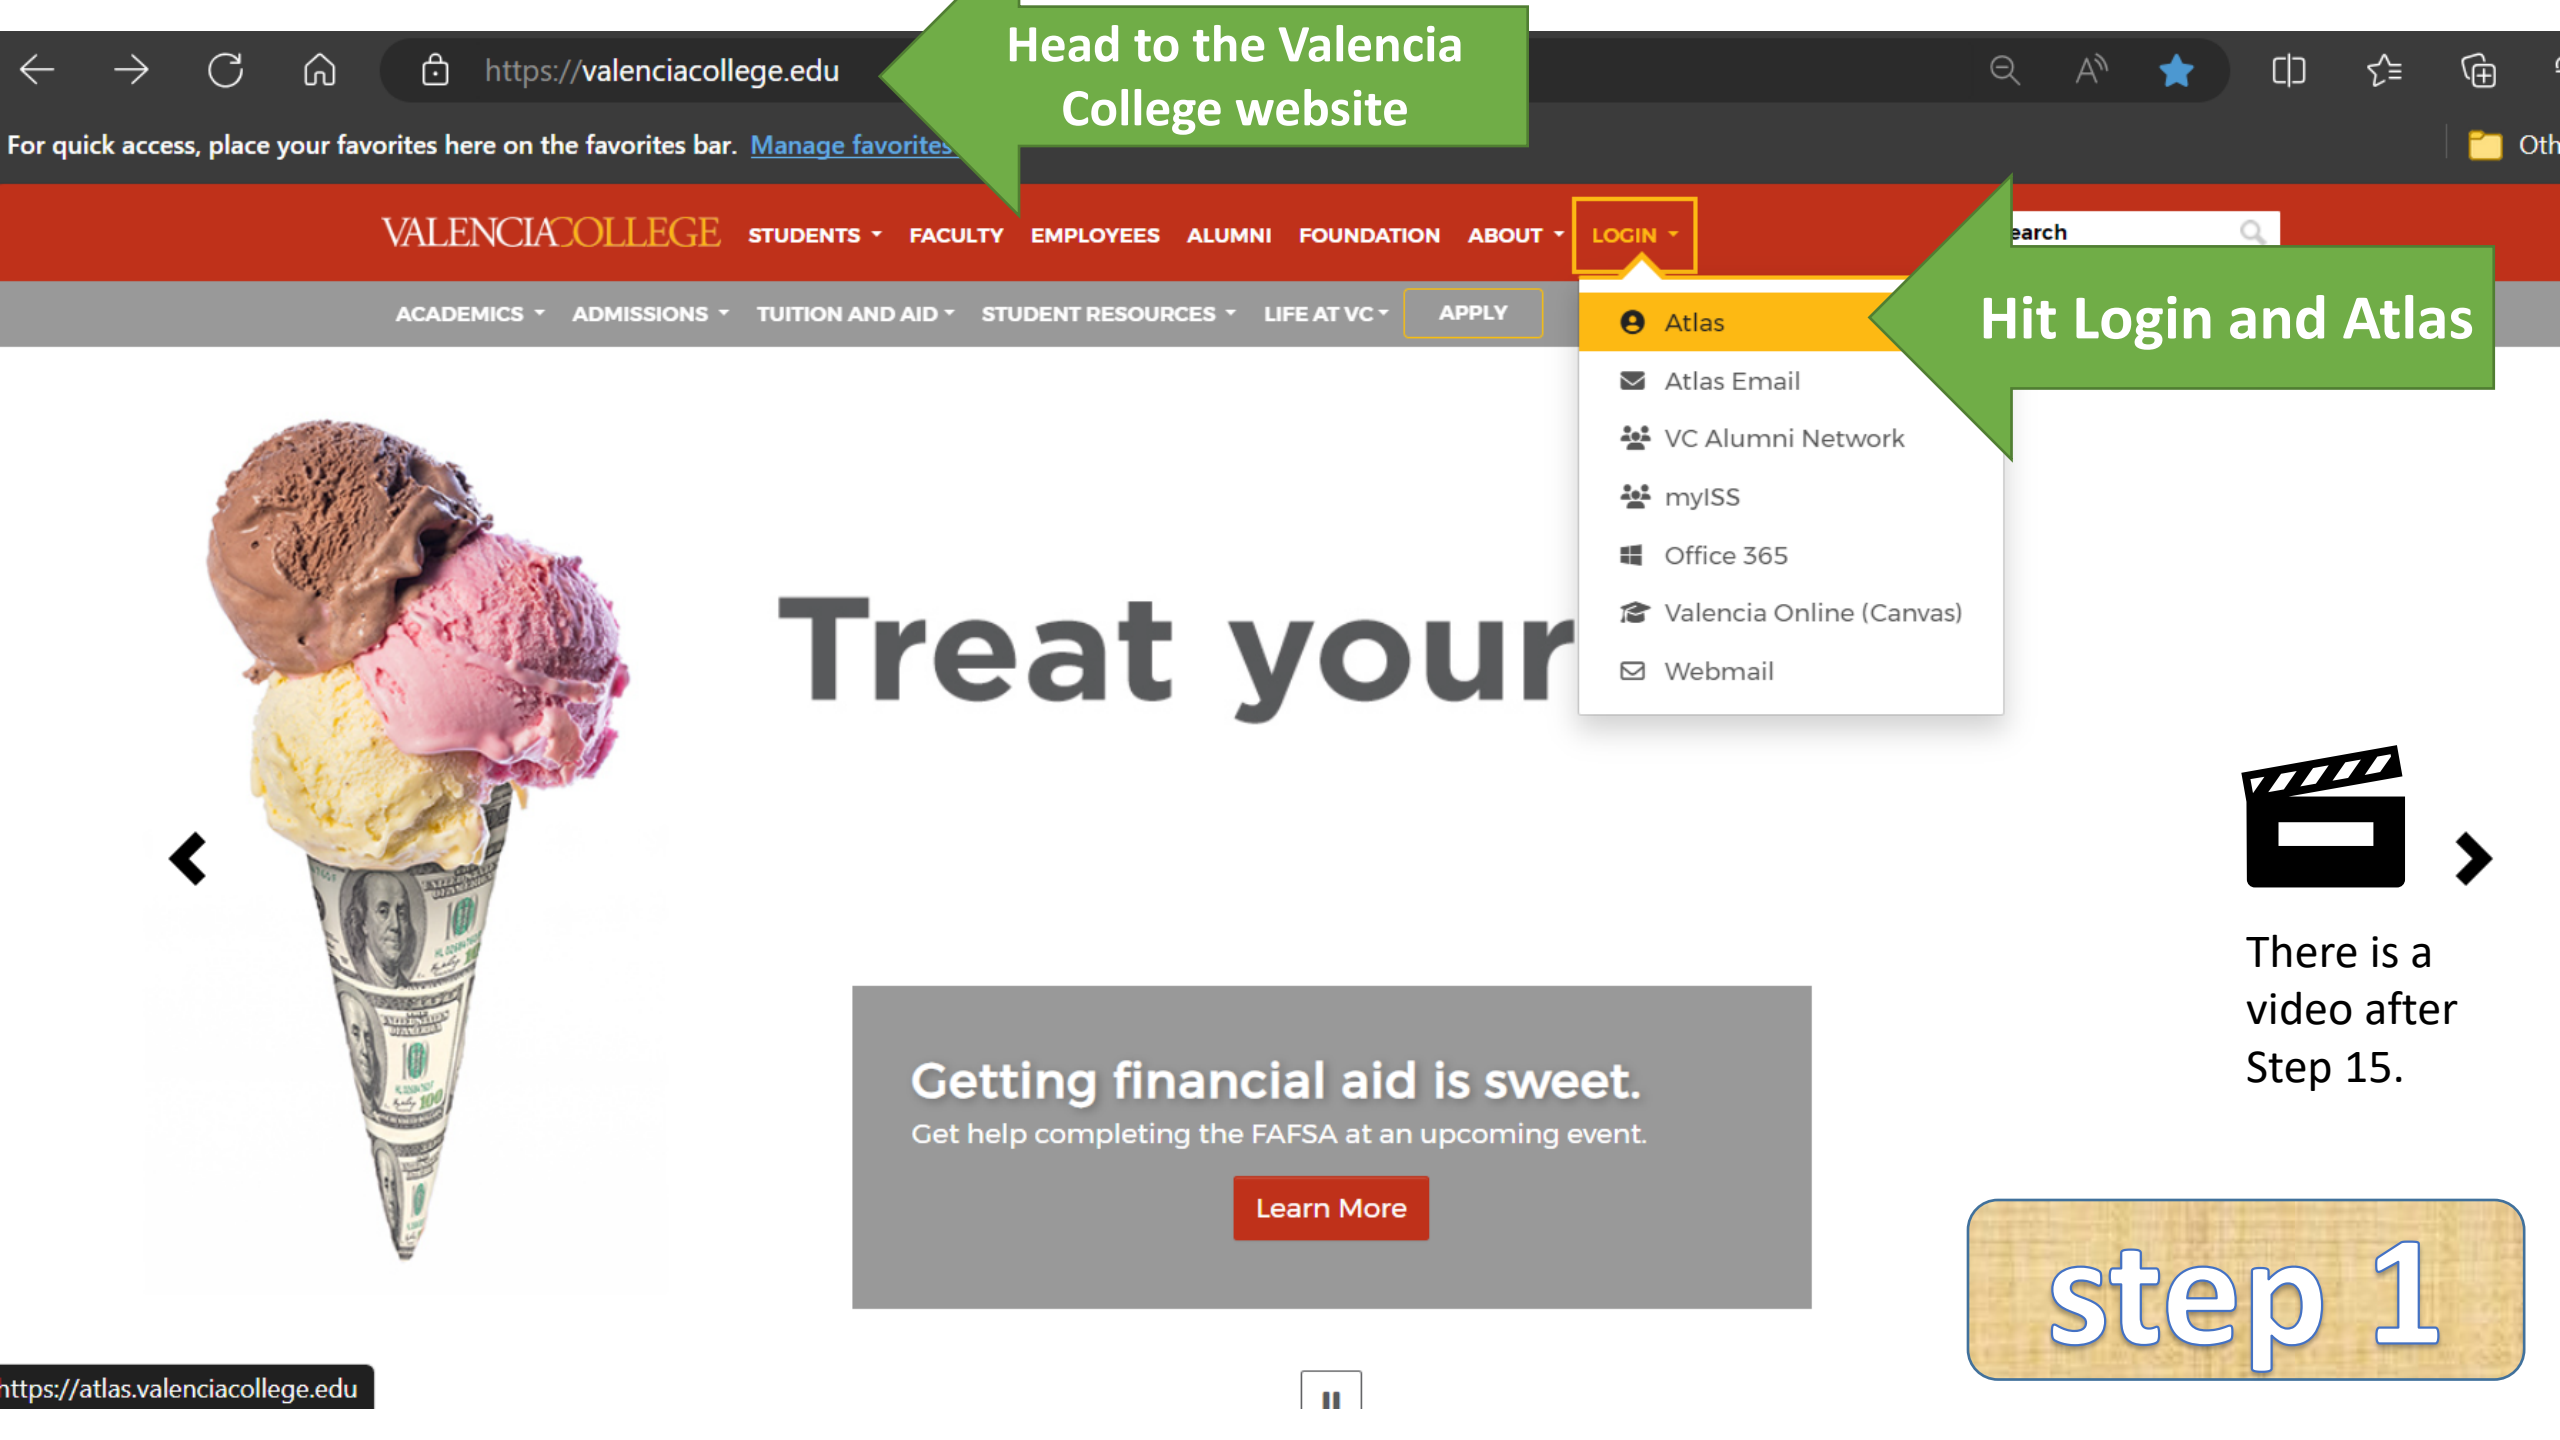 Head to the Valencia
College website
https://valenciacollege.edu
For quick access, place your favorites here on the favorites bar. Manage favorites
Oth
VALENCIACOLLEGE STUDENTS FACULTY EMPLOYEES ALUMNI FOUNDATION ABOUT LOGIN
earch
ACADEMICS ADMISSIONS TUITION AND AID STUDENT RESOURCES LIFE AT VC APPLY
Hit Login and Atlas
Atlas
Atlas Email
VC Alumni Network
myISS
Office 365
Valencia Online (Canvas)
Webmail
Treat your
There is a
video after
Step 15.
Getting financial aid is sweet.
Get help completing the FAFSA at an upcoming event.
Learn More
step 1
https://atlas.valenciacollege.edu